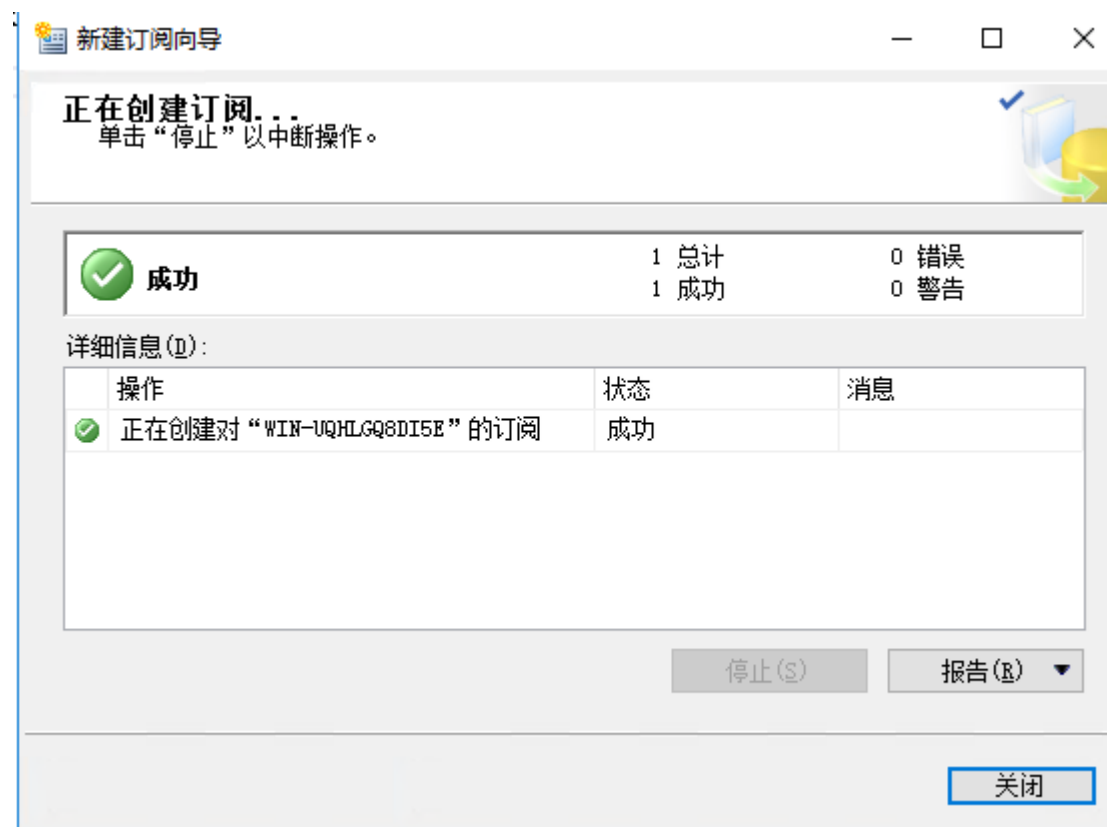 新建订阅向导
正在创建订阅...
单击“停止”以中断操作。
成功
1 总计
0 错误
1 成功
0 警告
详细信息(D):
操作 状态 消息
正在创建对“WIN-UQHLGQ8DI5E”的订阅 成功
停止(S) 报告(R)
关闭